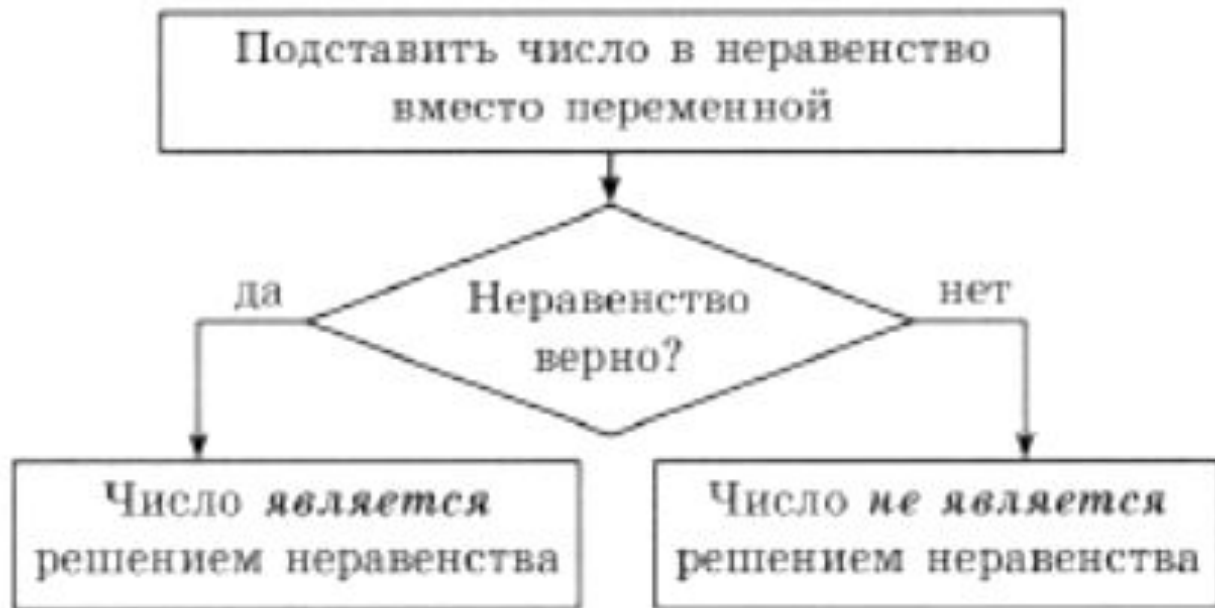 Подставить число в неравенство
вместо переменной
да
Неравенство
верно?
нет
Число является
решением неравенства
Число не является
решением неравенства